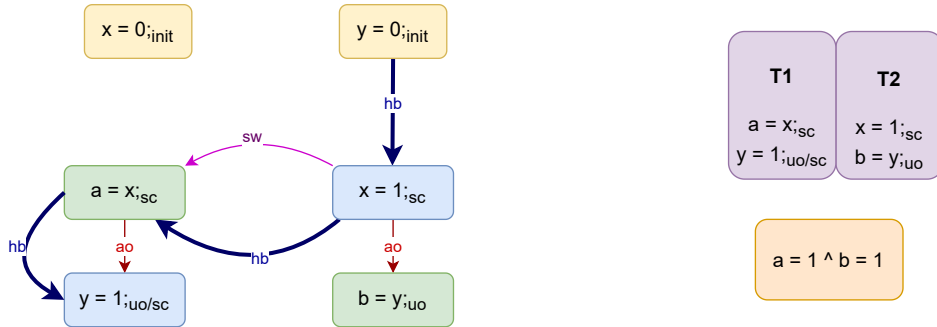 x = 0;init
y = 0;init
hb
sw
a = x;sc
x = 1;sc
hb
ao
hb
ao
y = 1;uo/sc
b = y;uo
T1
a = x;sc
y = 1;uo/sc
T2
x = 1;sc
b = y;uo
a = 1 ^ b = 1